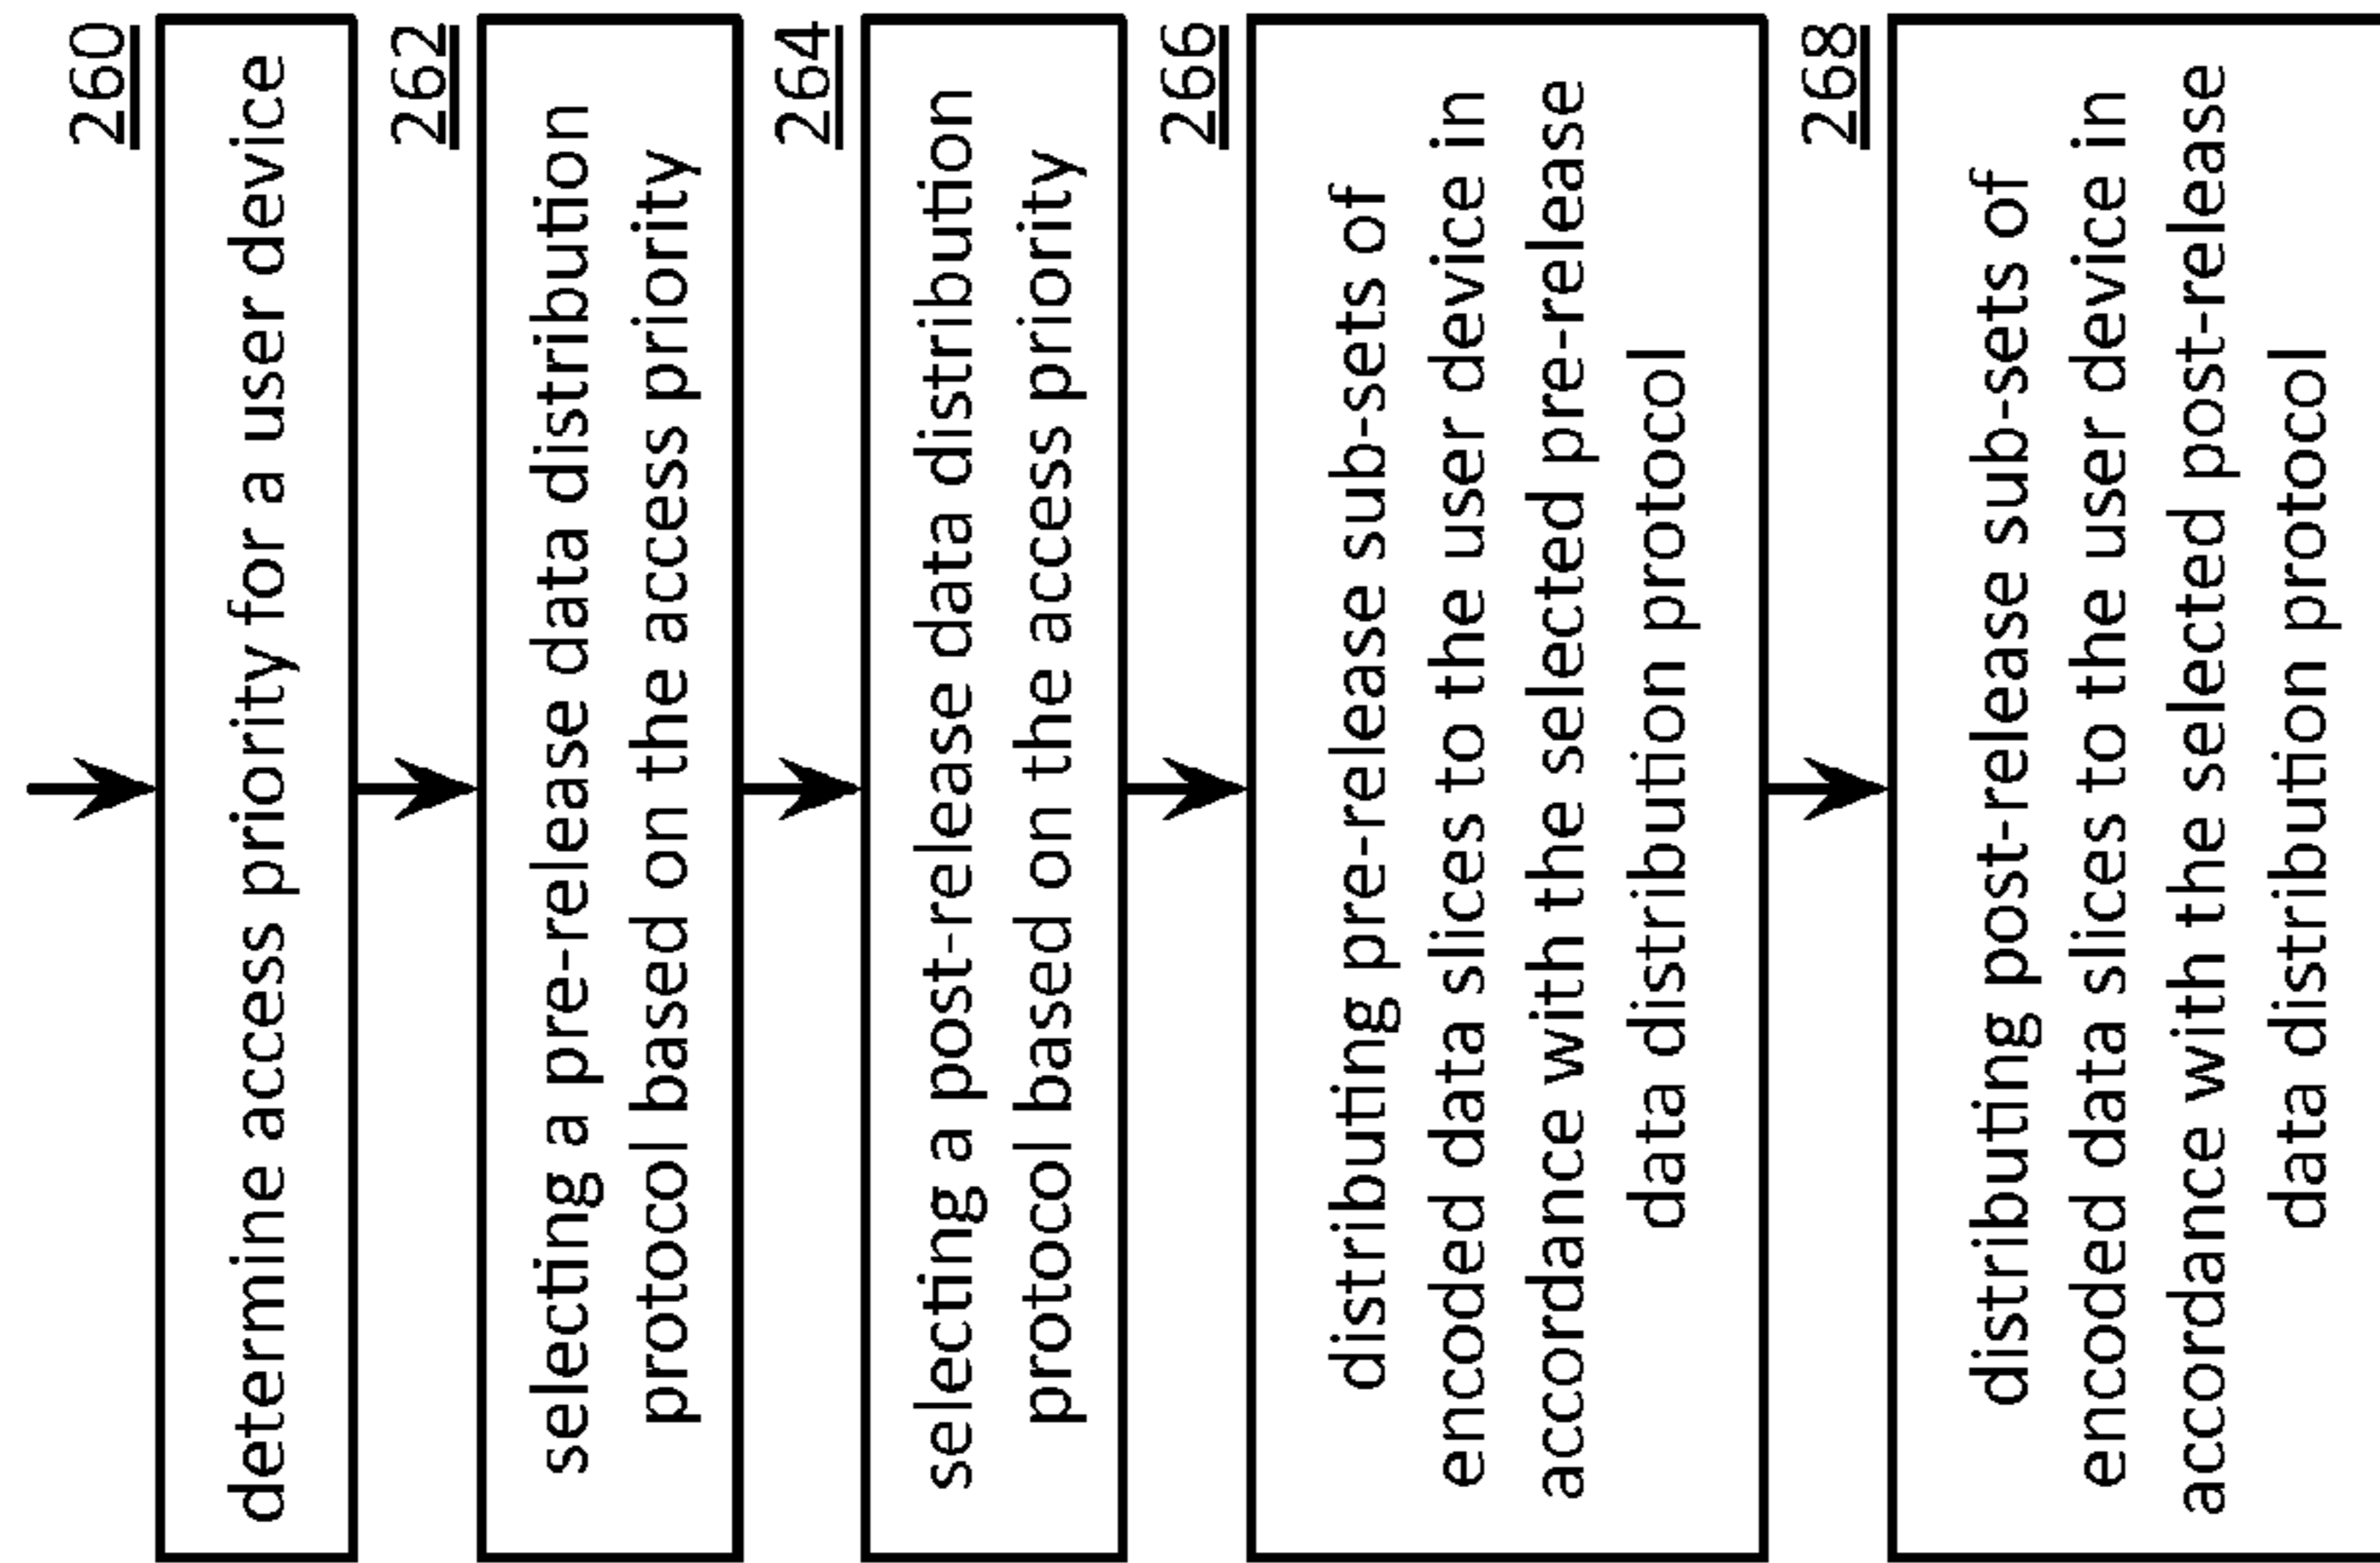 260
determine access priority for a user device
262
selecting a pre-release data distribution
protocol based on the access priority
264
selecting a post-release data distribution
protocol based on the access priority
266
distributing pre-release sub-sets of
encoded data slices to the user device in
accordance with the selected pre-release
data distribution protocol
268
distributing post-release sub-sets of
encoded data slices to the user device in
accordance with the selected post-release
data distribution protocol